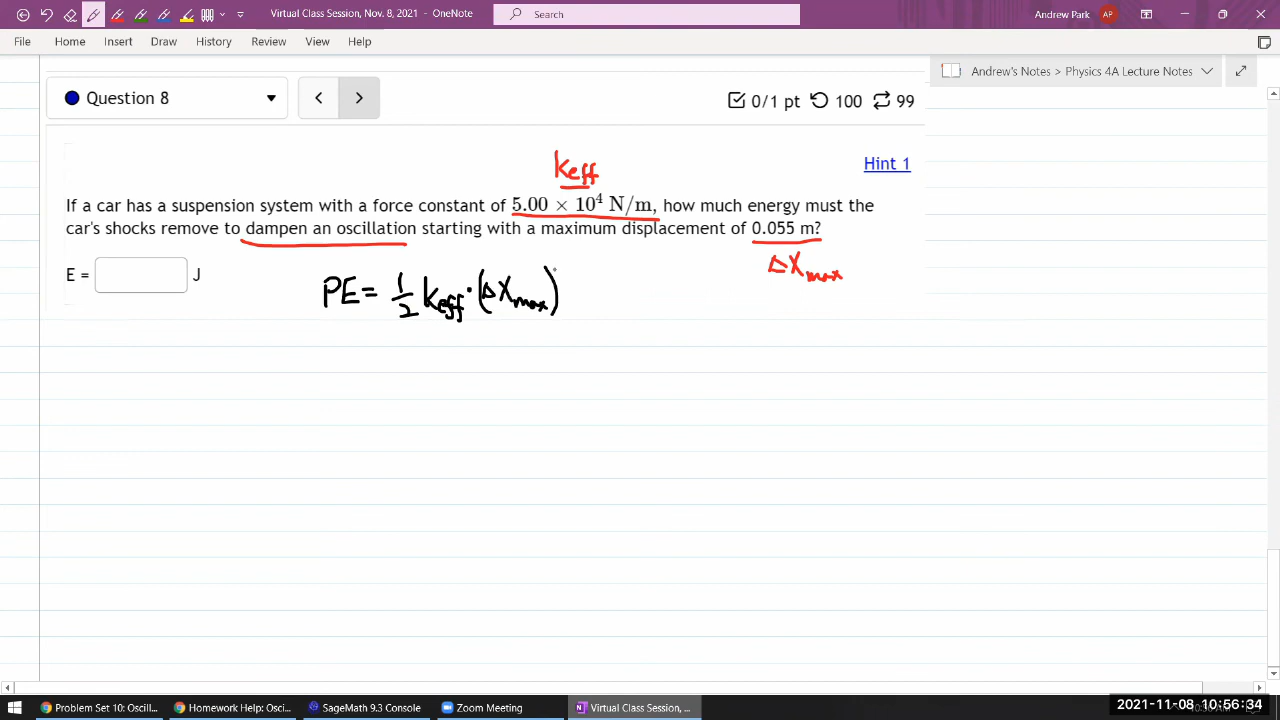 Virtual Class Session, Nov. 8, 2021 - OneNote
Search
Andrew Park
AP
File Home Insert Draw History Review View Help
Andrew's Notes > Physics 4A Lecture Notes
Question 8
0/1 pt 100 99
Hint 1
keff
If a car has a suspension system with a force constant of 5.00 × 10⁴ N/m, how much energy must the
car's shocks remove to dampen an oscillation starting with a maximum displacement of 0.055 m?
ΔXmax
E = J
PE = 1/2 keff · (ΔXmax)
Problem Set 10: Oscil... Homework Help: Osci... SageMath 9.3 Console Zoom Meeting Virtual Class Session,...
2021-11-08 10:56:34